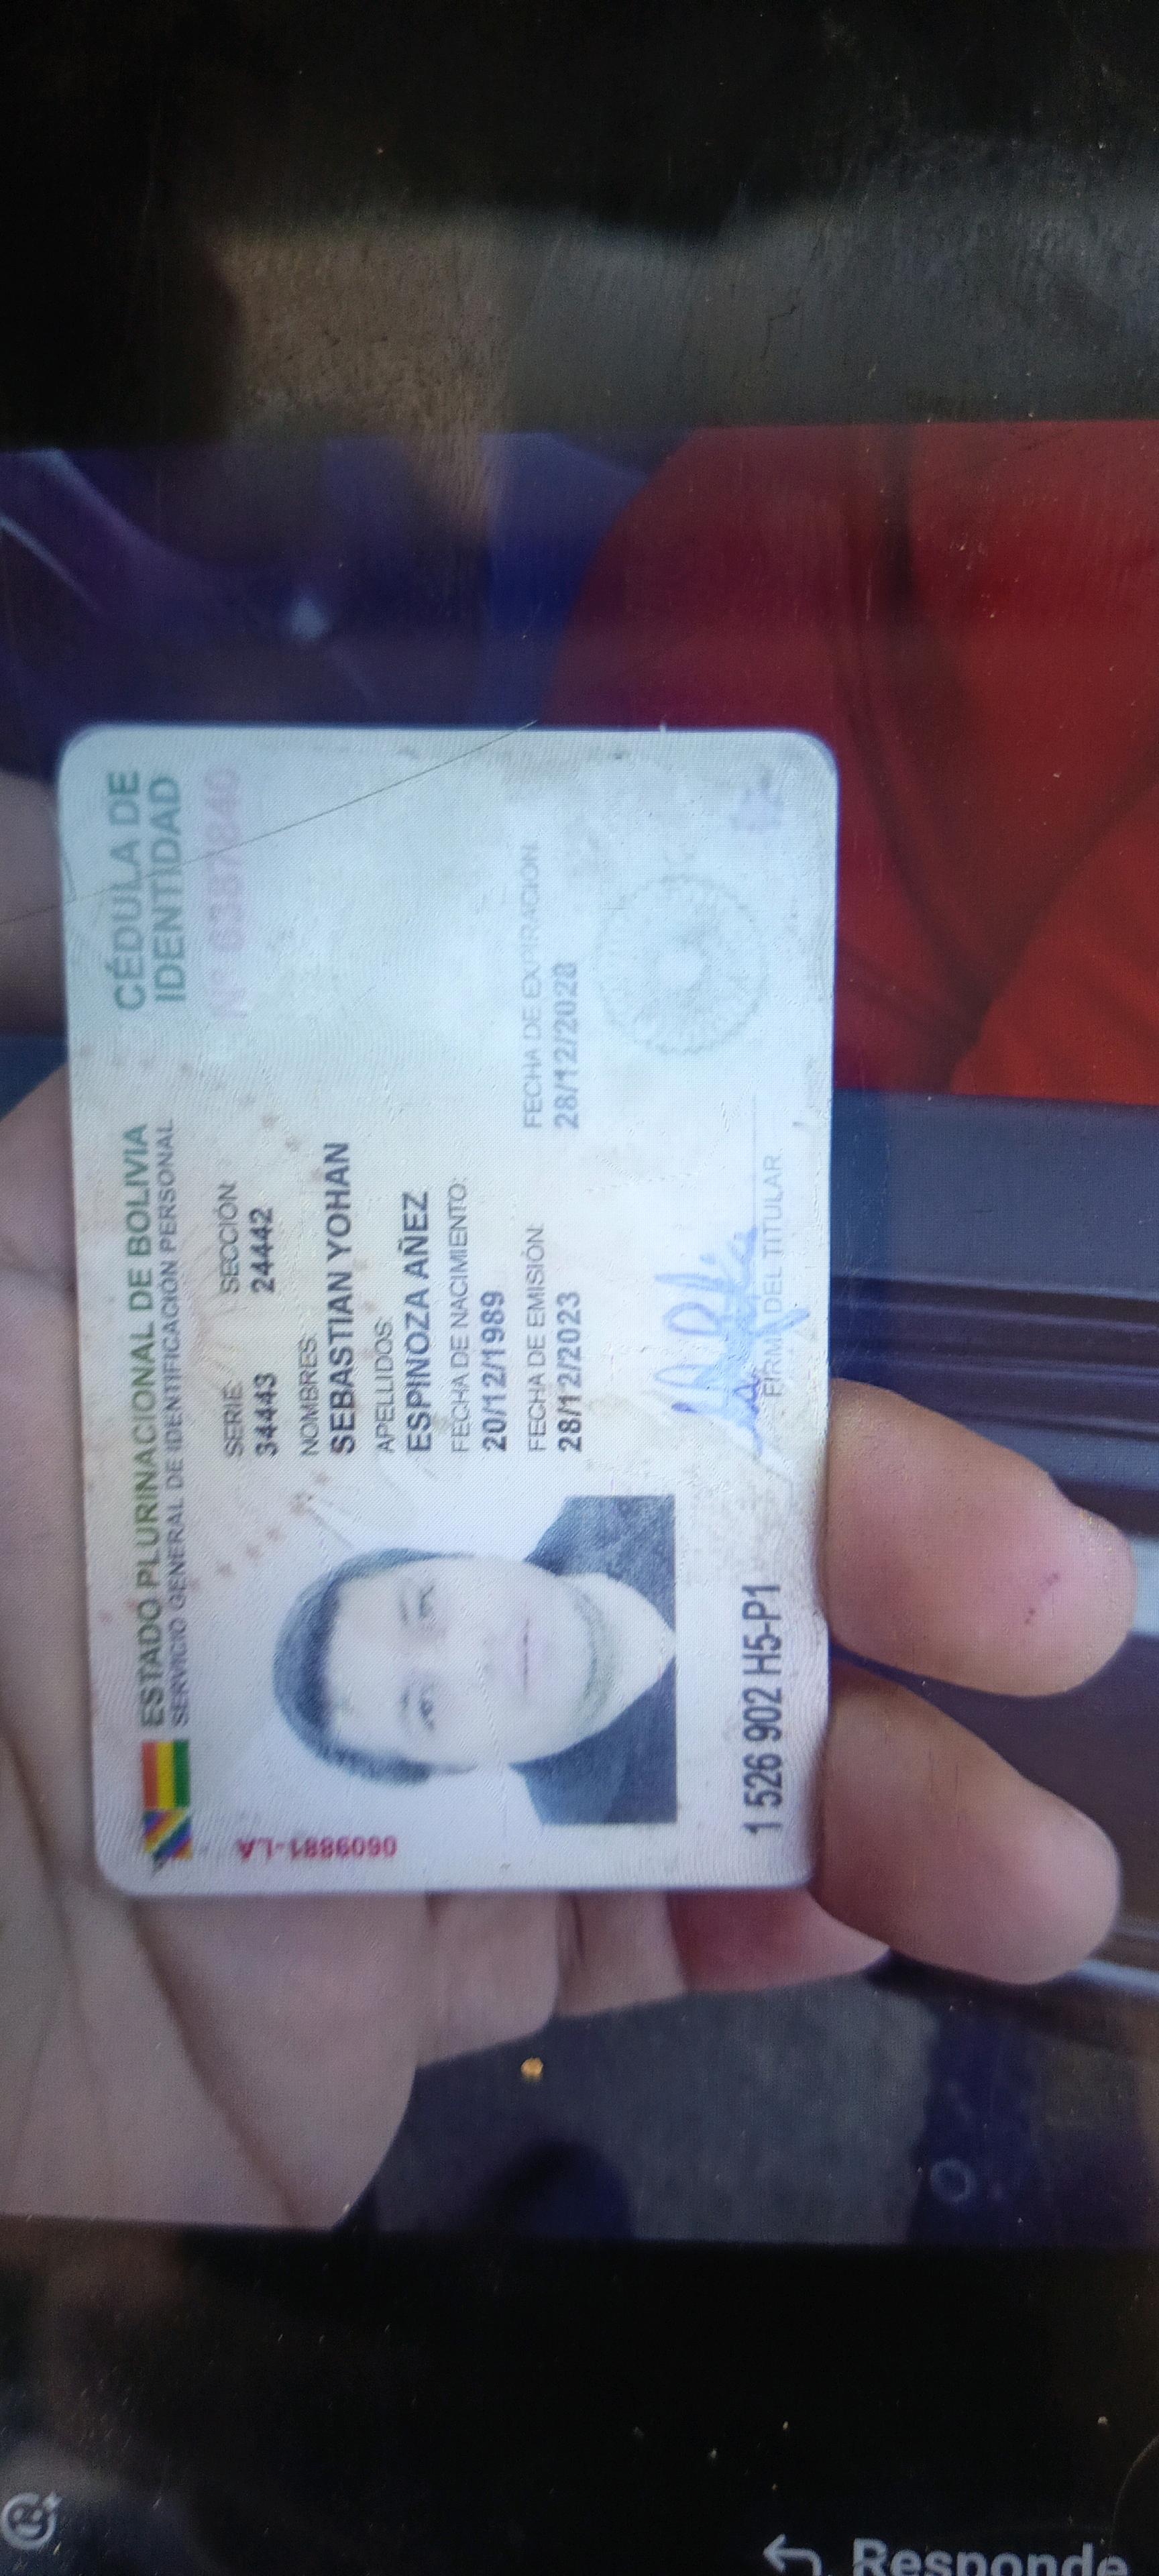 ESTADO PLURINACIONAL DE BOLIVIA
SERVICIO GENERAL DE IDENTIFICACIÓN PERSONAL
CÉDULA DE
IDENTIDAD
0609881-LA
SERIE: SECCIÓN:
34443 24442
NOMBRES:
SEBASTIAN YOHAN
APELLIDOS:
ESPINOZA AÑEZ
FECHA DE NACIMIENTO:
20/12/1989
FECHA DE EMISIÓN: FECHA DE EXPIRACIÓN:
28/12/2023 28/12/2028
FIRMA DEL TITULAR
1 526 902 H5-P1
Responde